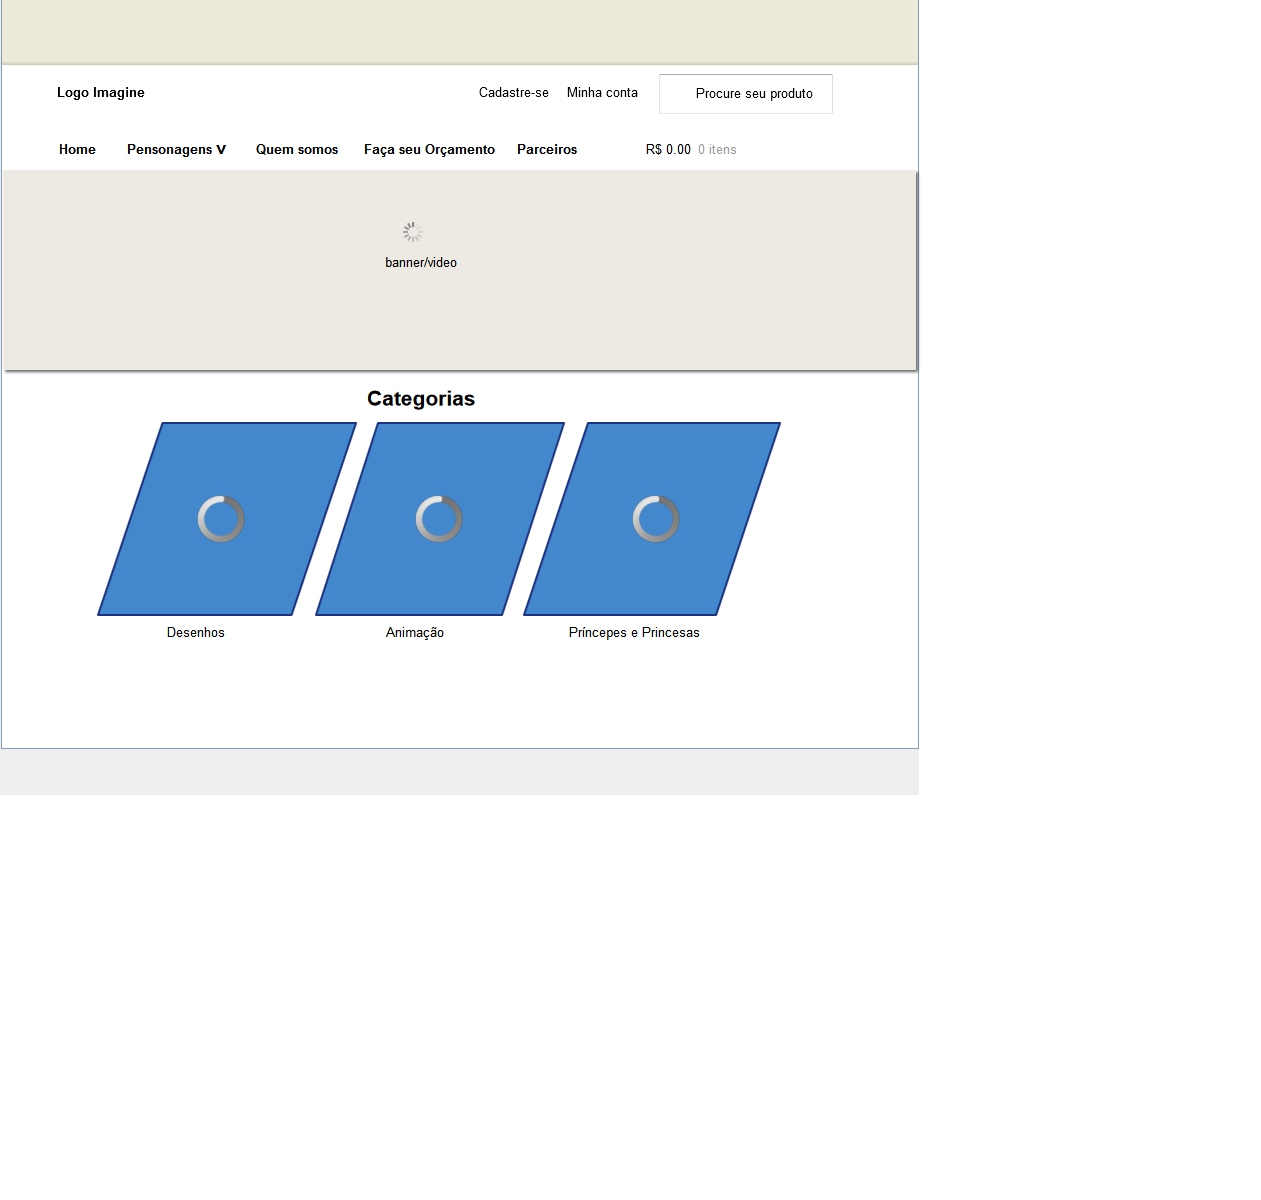 Logo Imagine
Cadastre-se
Minha conta
Procure seu produto
Home
Pensonagens V
Quem somos
Faça seu Orçamento
Parceiros
R$ 0.00 0 itens
banner/video
Categorias
Desenhos
Animação
Príncepes e Princesas